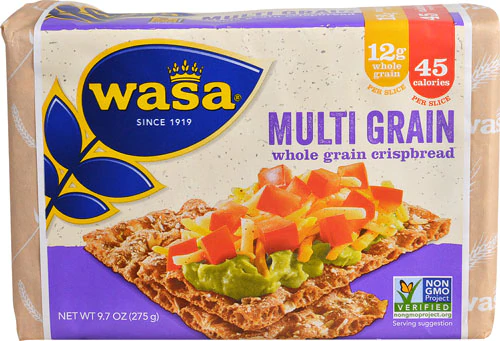 wasa®
SINCE 1919
12g
whole
grain
PER SLICE
45
calories
PER SLICE
MULTI GRAIN
whole grain crispbread
NET WT 9.7 OZ (275 g)
NON
GMO
Project
VERIFIED
nongmoproject.org
Serving suggestion